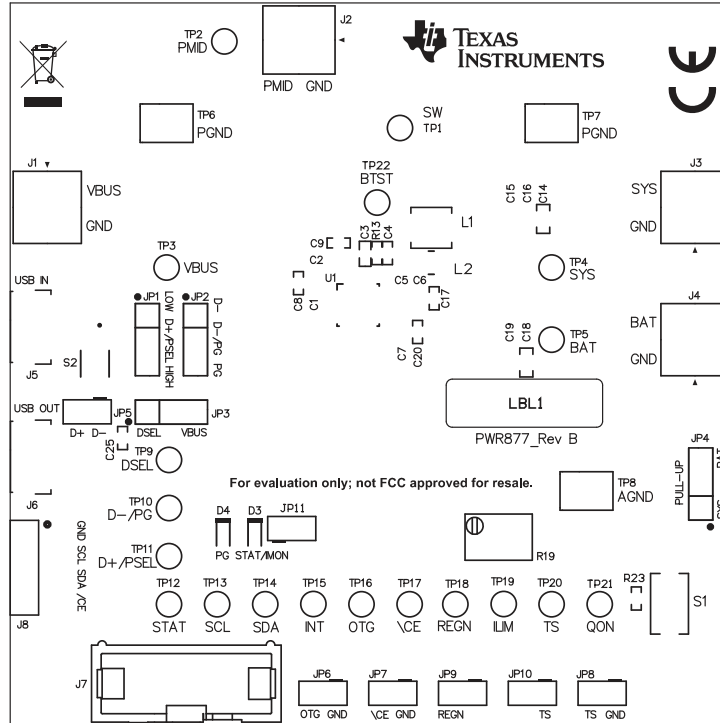 J2
TP2
PMID
TEXAS
INSTRUMENTS
PMID GND
TP6
PGND
SW
TP1
TP7
PGND
J1
VBUS
GND
TP22
BTST
C15
C16
C14
J3
SYS
GND
C9
C3
R13
C4
L1
C2
L2
TP3
VBUS
U1
C5 C6
C17
TP4
SYS
C8
C1
USB IN
JP1
LOW D+/PSEL HIGH
JP2
D- D-/PG PG
J4
BAT
GND
C7
C20
TP5
BAT
C19
C18
S2
J5
USB OUT
D+ D-
JP5
DSEL VBUS
JP3
LBL1
PWR877_Rev B
C25
TP9
DSEL
JP4
PULL-UP
For evaluation only; not FCC approved for resale.
TP8
AGND
J6
TP10
D-/PG
D4
PG
D3
STAT/IMON
JP11
R19
TP11
D+/PSEL
GND SCL SDA /CE
J8
TP12 TP13 TP14 TP15 TP16 TP17 TP18 TP19 TP20 TP21
STAT SCL SDA INT OTG \CE REGN ILIM TS QON
R23
S1
J7
JP6 JP7 JP9 JP10 JP8
OTG GND \CE GND REGN TS TS GND